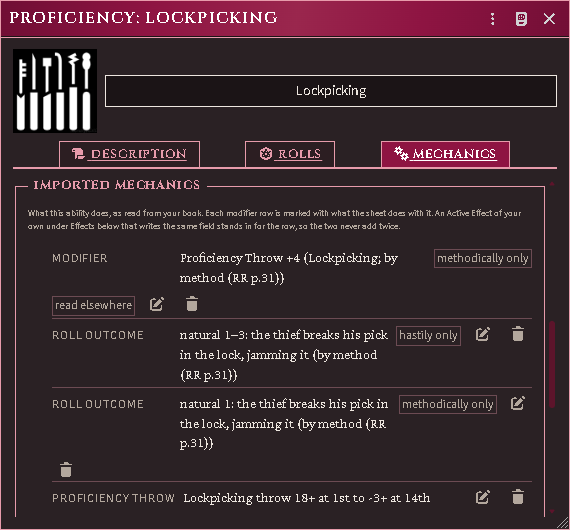 PROFICIENCY: LOCKPICKING
Lockpicking
DESCRIPTION
ROLLS
MECHANICS
IMPORTED MECHANICS
What this ability does, as read from your book. Each modifier row is marked with what the sheet does with it. An Active Effect of your
own under Effects below that writes the same field stands in for the row, so the two never add twice.
MODIFIER
Proficiency Throw +4 (Lockpicking; by
method (RR p.31))
methodically only
read elsewhere
ROLL OUTCOME
natural 1–3: the thief breaks his pick
in the lock, jamming it (by method
(RR p.31))
hastily only
ROLL OUTCOME
natural 1: the thief breaks his pick in
the lock, jamming it (by method (RR
p.31))
methodically only
PROFICIENCY THROW
Lockpicking throw 18+ at 1st to -3+ at 14th